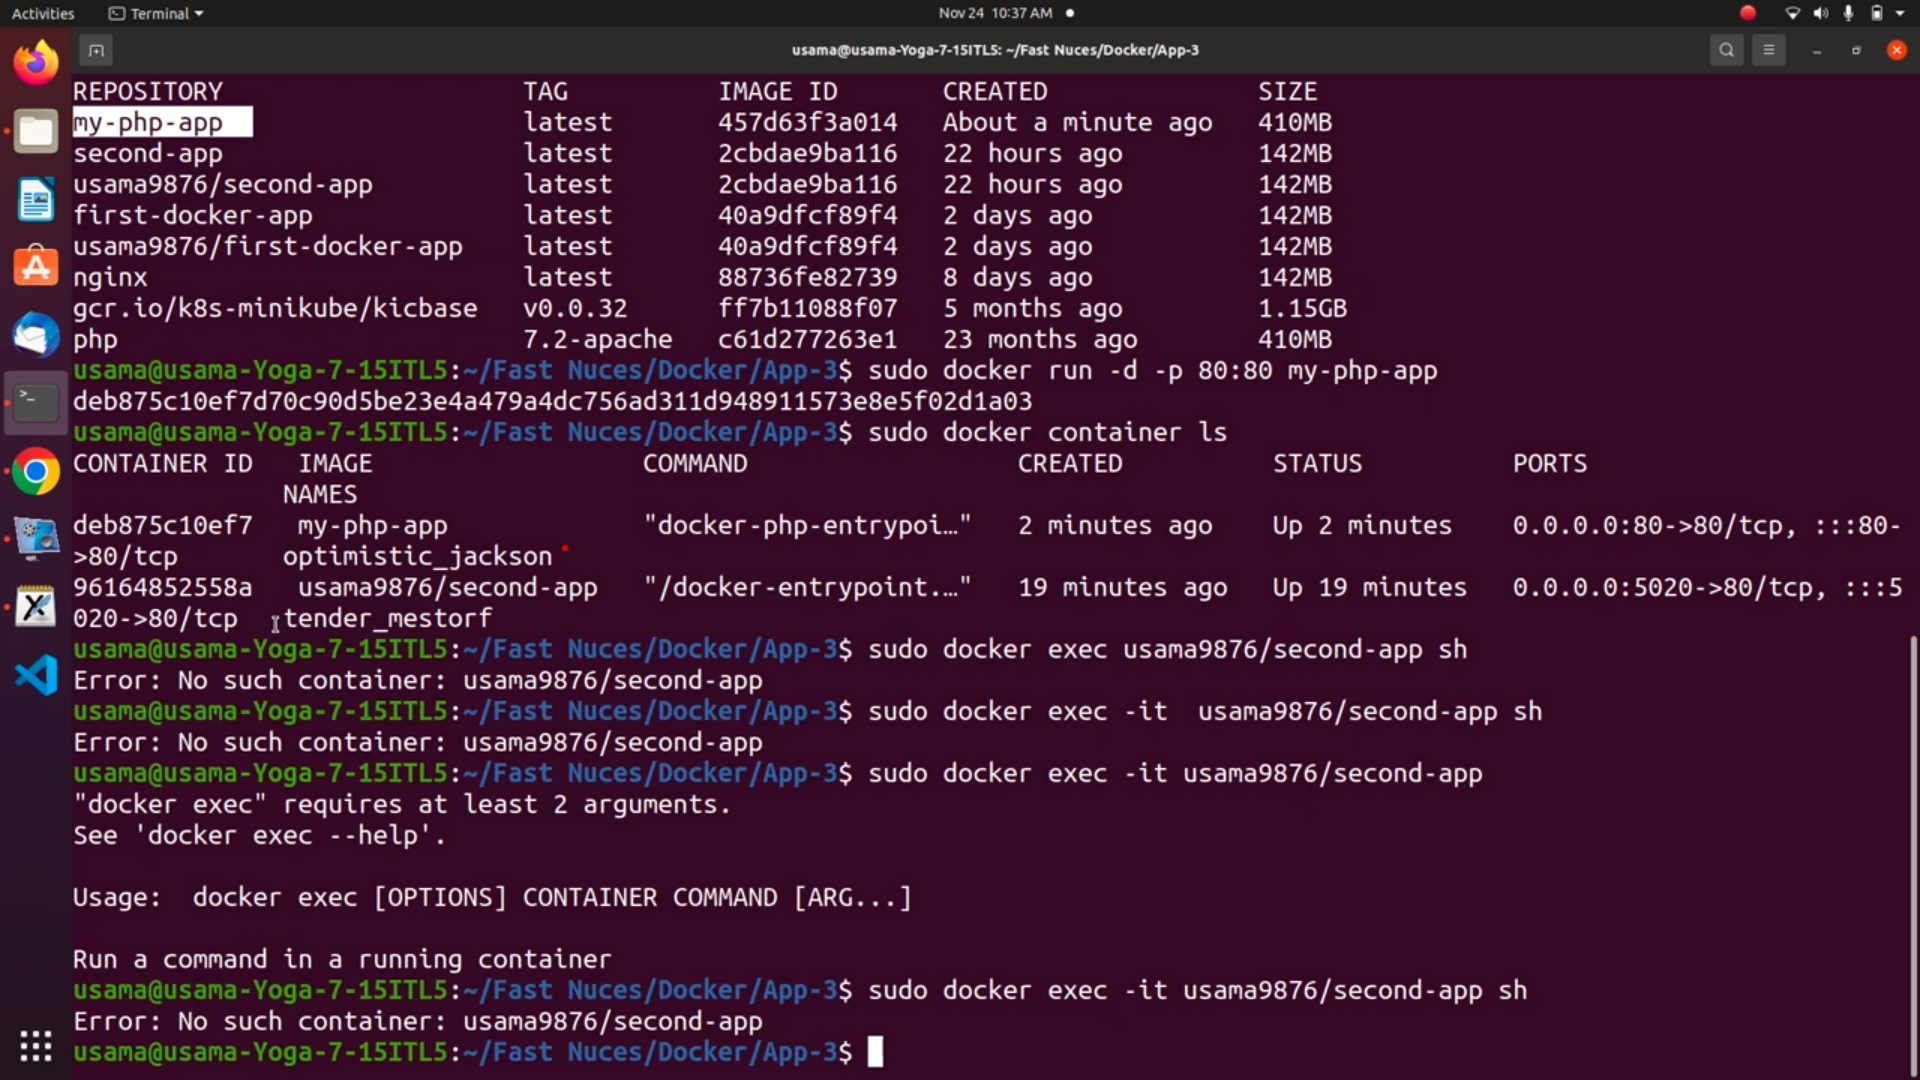 Activities
Terminal
Nov 24 10:37 AM
usama@usama-Yoga-7-15ITL5: ~/Fast Nuces/Docker/App-3
REPOSITORY TAG IMAGE ID CREATED SIZE
my-php-app latest 457d63f3a014 About a minute ago 410MB
second-app latest 2cbdae9ba116 22 hours ago 142MB
usama9876/second-app latest 2cbdae9ba116 22 hours ago 142MB
first-docker-app latest 40a9dfcf89f4 2 days ago 142MB
usama9876/first-docker-app latest 40a9dfcf89f4 2 days ago 142MB
nginx latest 88736fe82739 8 days ago 142MB
gcr.io/k8s-minikube/kicbase v0.0.32 ff7b11088f07 5 months ago 1.15GB
php 7.2-apache c61d277263e1 23 months ago 410MB
usama@usama-Yoga-7-15ITL5:~/Fast Nuces/Docker/App-3$ sudo docker run -d -p 80:80 my-php-app
deb875c10ef7d70c90d5be23e4a479a4dc756ad311d948911573e8e5f02d1a03
usama@usama-Yoga-7-15ITL5:~/Fast Nuces/Docker/App-3$ sudo docker container ls
CONTAINER ID IMAGE COMMAND CREATED STATUS PORTS
NAMES
deb875c10ef7 my-php-app "docker-php-entrypoi…" 2 minutes ago Up 2 minutes 0.0.0.0:80->80/tcp, :::80-
>80/tcp optimistic_jackson
96164852558a usama9876/second-app "/docker-entrypoint.…" 19 minutes ago Up 19 minutes 0.0.0.0:5020->80/tcp, :::5
020->80/tcp tender_mestorf
usama@usama-Yoga-7-15ITL5:~/Fast Nuces/Docker/App-3$ sudo docker exec usama9876/second-app sh
Error: No such container: usama9876/second-app
usama@usama-Yoga-7-15ITL5:~/Fast Nuces/Docker/App-3$ sudo docker exec -it  usama9876/second-app sh
Error: No such container: usama9876/second-app
usama@usama-Yoga-7-15ITL5:~/Fast Nuces/Docker/App-3$ sudo docker exec -it usama9876/second-app
"docker exec" requires at least 2 arguments.
See 'docker exec --help'.
Usage:  docker exec [OPTIONS] CONTAINER COMMAND [ARG...]
Run a command in a running container
usama@usama-Yoga-7-15ITL5:~/Fast Nuces/Docker/App-3$ sudo docker exec -it usama9876/second-app sh
Error: No such container: usama9876/second-app
usama@usama-Yoga-7-15ITL5:~/Fast Nuces/Docker/App-3$